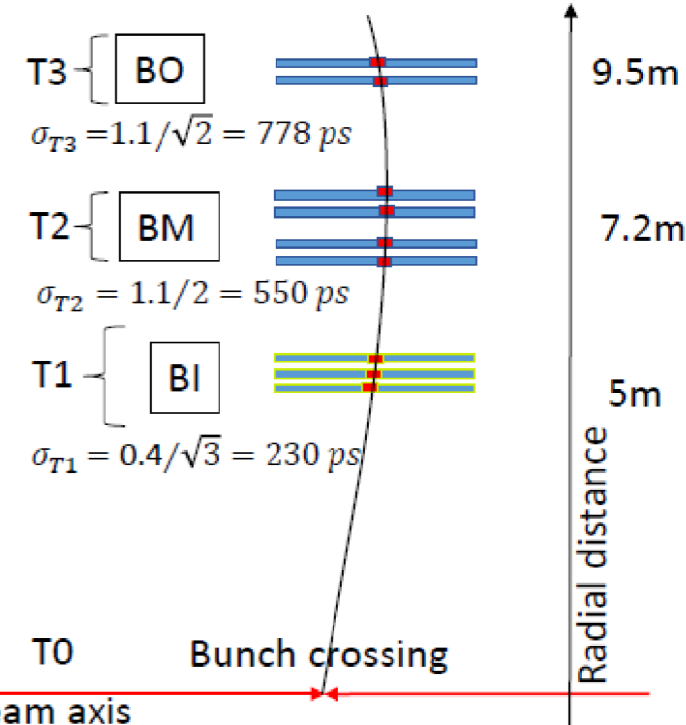 T3 BO 9.5m
σT3 =1.1/√2 = 778 ps
T2 BM 7.2m
σT2 = 1.1/2 = 550 ps
T1 BI 5m
σT1 = 0.4/√3 = 230 ps
Radial distance
T0 Bunch crossing
eam axis